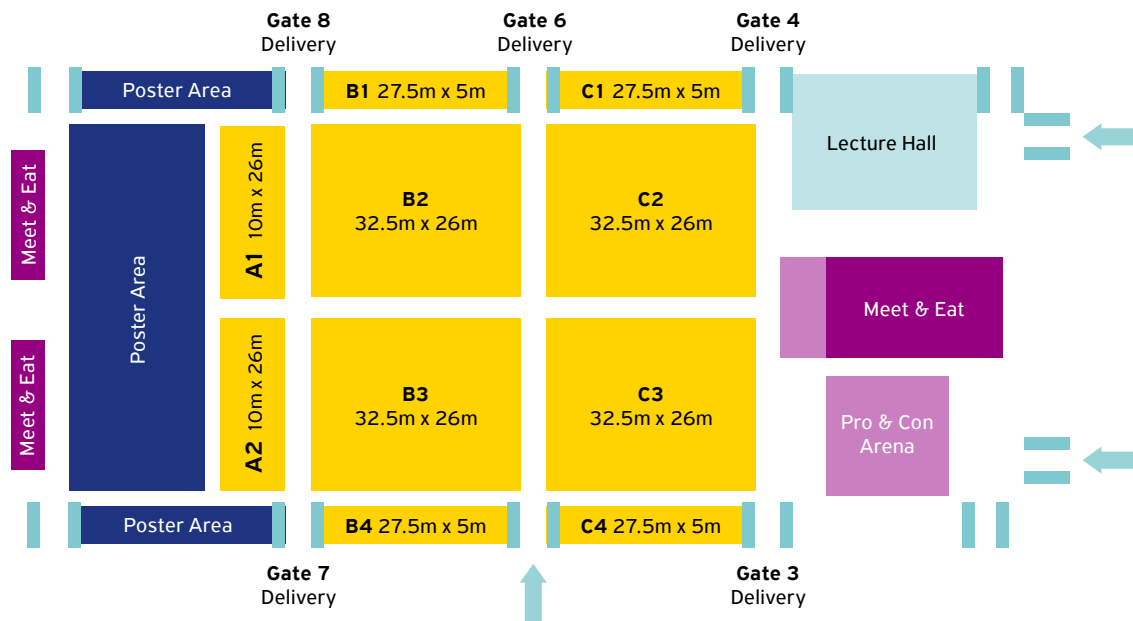 Gate 8
Delivery
Gate 6
Delivery
Gate 4
Delivery
Poster Area
B1 27.5m x 5m
C1 27.5m x 5m
Lecture Hall
Meet & Eat
Poster Area
A1 10m x 26m
B2
32.5m x 26m
C2
32.5m x 26m
Meet & Eat
Meet & Eat
A2 10m x 26m
B3
32.5m x 26m
C3
32.5m x 26m
Pro & Con
Arena
Poster Area
B4 27.5m x 5m
C4 27.5m x 5m
Gate 7
Delivery
Gate 3
Delivery